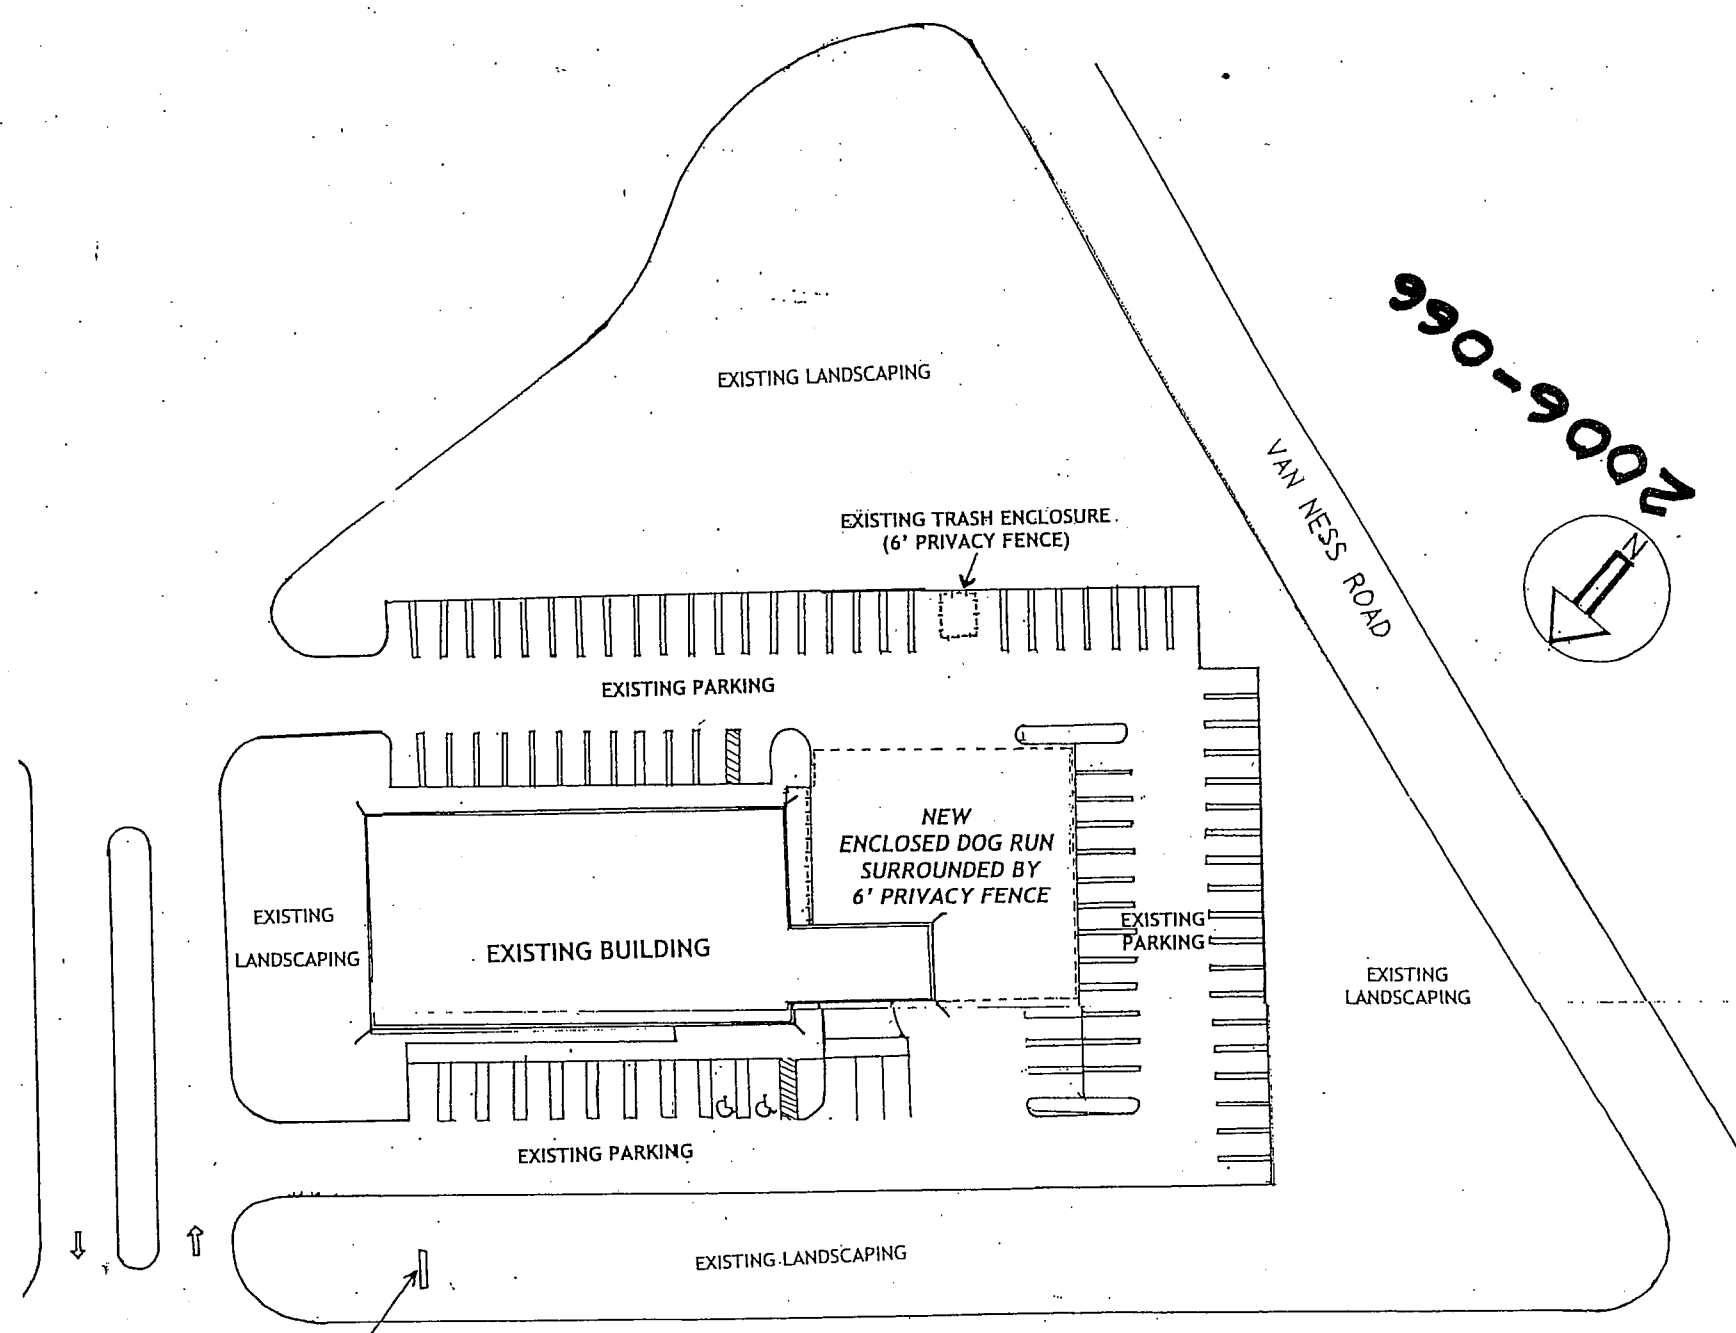 2006-066
EXISTING LANDSCAPING
VAN NESS ROAD
EXISTING TRASH ENCLOSURE
(6' PRIVACY FENCE)
N
EXISTING PARKING
NEW
ENCLOSED DOG RUN
SURROUNDED BY
6' PRIVACY FENCE
EXISTING
LANDSCAPING
EXISTING BUILDING
EXISTING
PARKING
EXISTING
LANDSCAPING
EXISTING PARKING
EXISTING LANDSCAPING